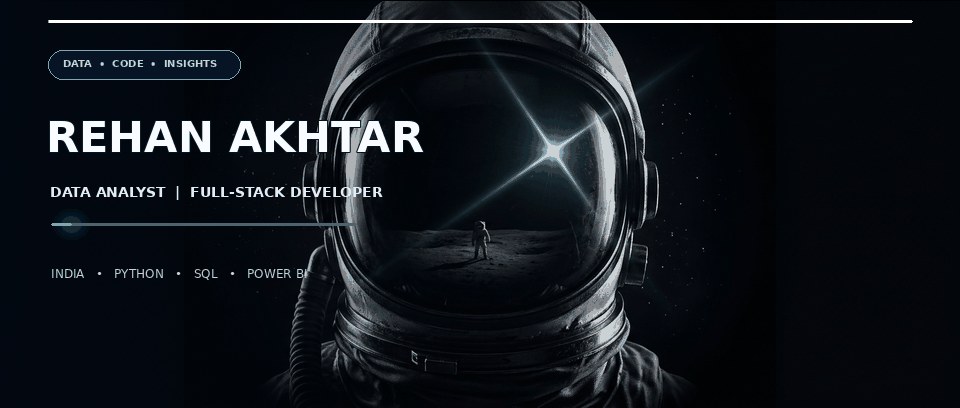 DATA • CODE • INSIGHTS
REHAN AKHTAR
DATA ANALYST | FULL-STACK DEVELOPER
INDIA • PYTHON • SQL • POWER BI